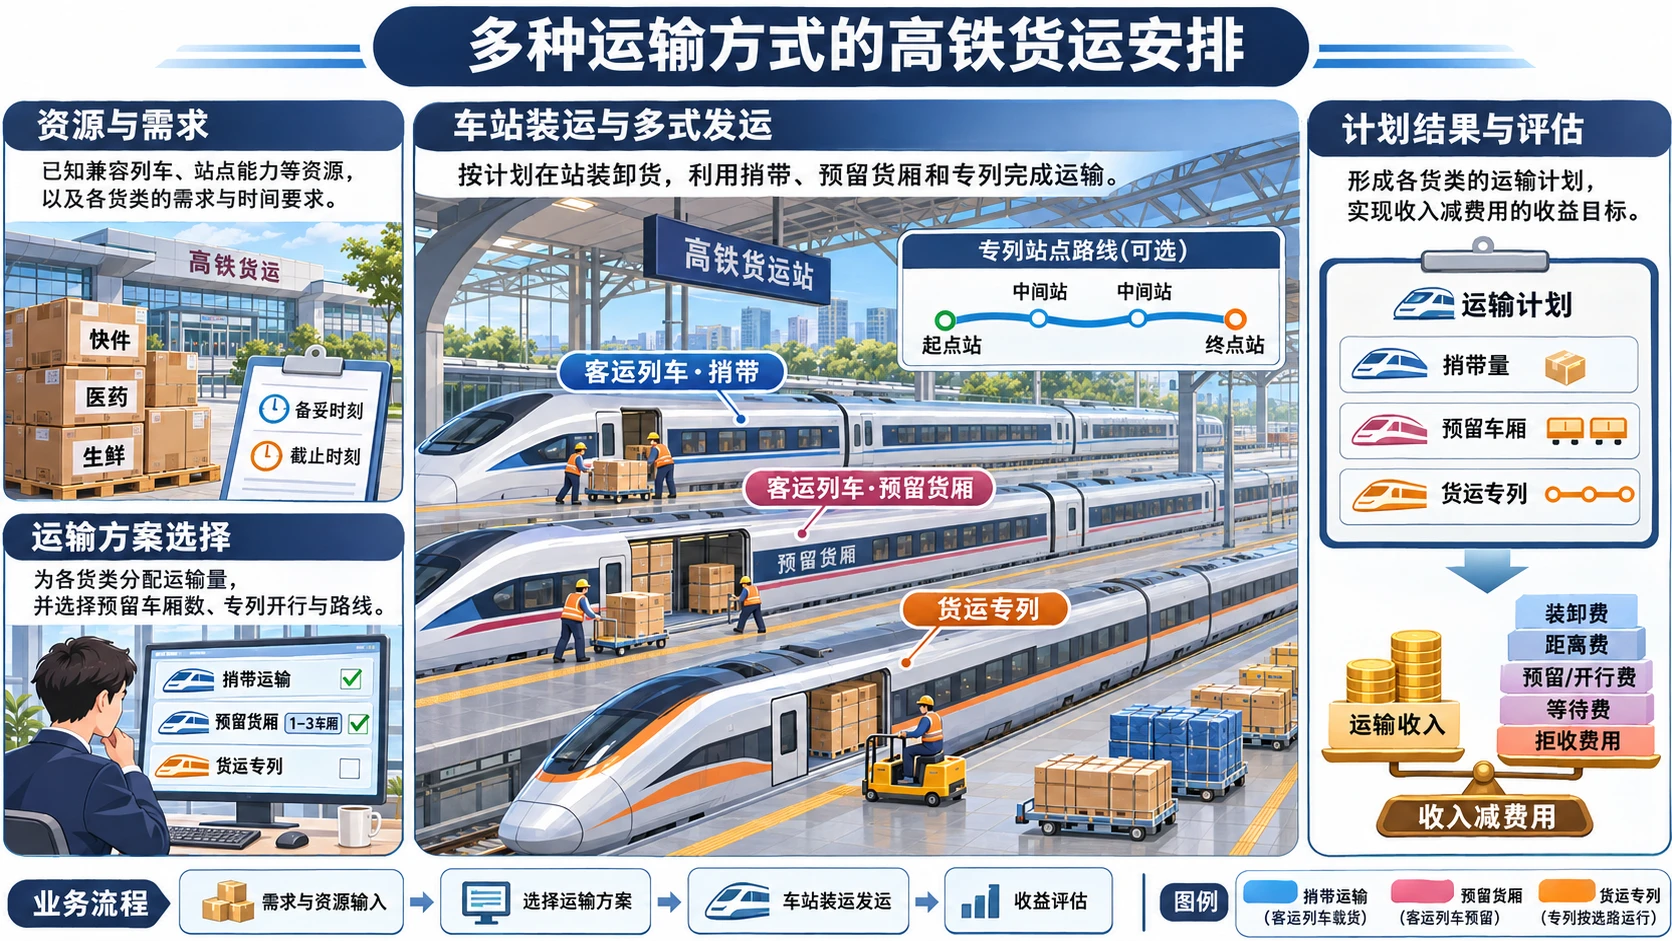 多种运输方式的高铁货运安排
资源与需求
已知兼容列车、站点能力等资源，
以及各货类的需求与时间要求。
高铁货运
快件
医药
生鲜
备妥时刻
截止时刻
运输方案选择
为各货类分配运输量，
并选择预留车厢数、专列开行与路线。
捎带运输
预留货厢 1-3车厢
货运专列
车站装运与多式发运
按计划在站装卸货，利用捎带、预留货厢和专列完成运输。
高铁货运站
专列站点路线(可选)
中间站 中间站
起点站 终点站
客运列车·捎带
客运列车·预留货厢
预留货厢
货运专列
计划结果与评估
形成各货类的运输计划，
实现收入减费用的收益目标。
运输计划
捎带量
预留车厢
货运专列
装卸费
距离费
预留/开行费
等待费
拒收费用
运输收入
收入减费用
业务流程
需求与资源输入
选择运输方案
车站装运发运
收益评估
图例
捎带运输
(客运列车载货)
预留货厢
(客运列车预留)
货运专列
(专列按选路运行)